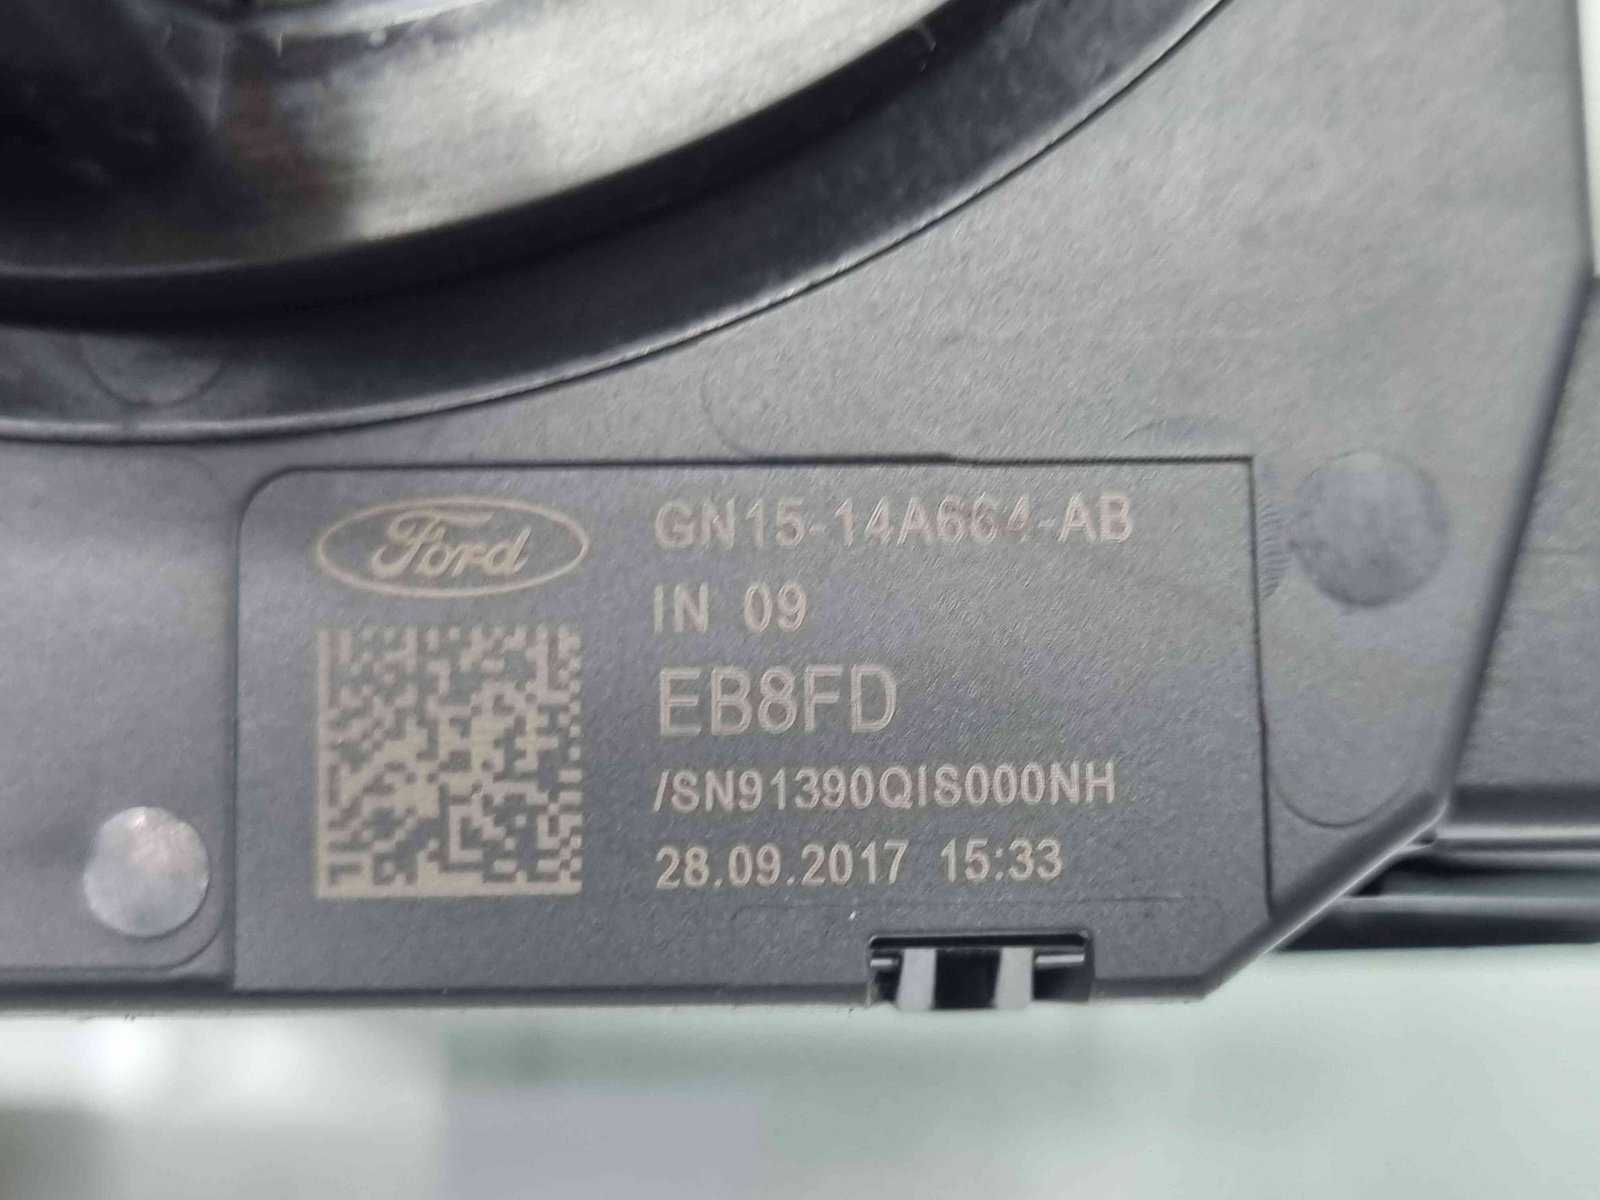 Ford
GN15-14A664-AB
IN 09
EB8FD
/SN91390QIS000NH
28.09.2017 15:33